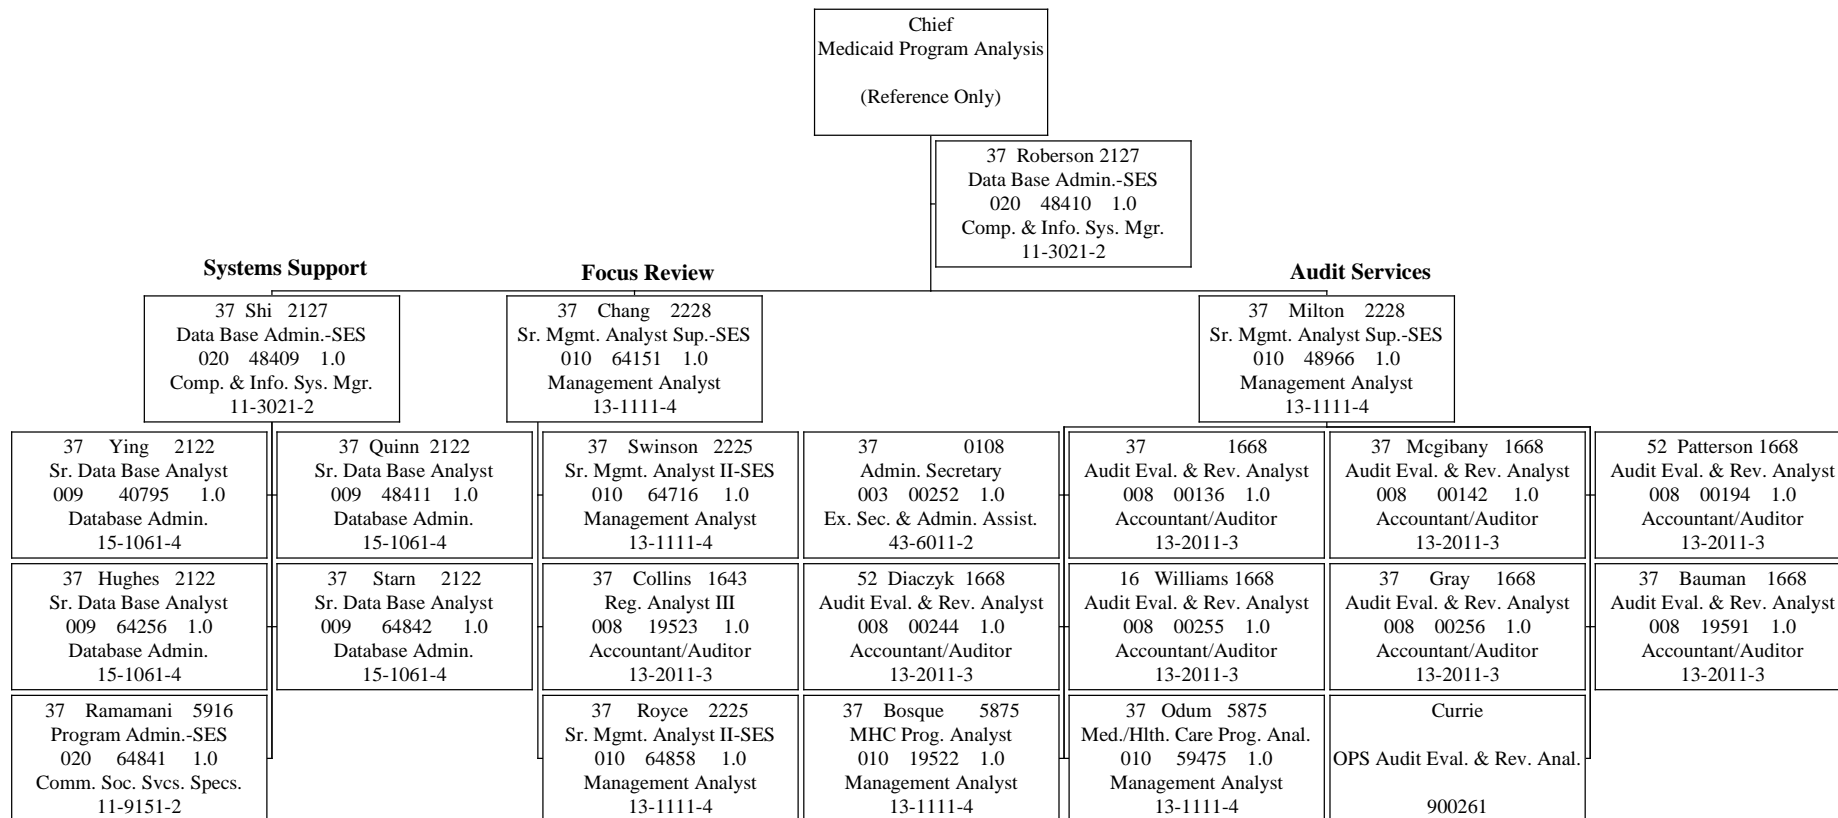 Chief
Medicaid Program Analysis
(Reference Only)
37 Roberson 2127
Data Base Admin.-SES
020 48410 1.0
Comp. & Info. Sys. Mgr.
11-3021-2
Systems Support
Focus Review
Audit Services
37 Shi 2127
Data Base Admin.-SES
020 48409 1.0
Comp. & Info. Sys. Mgr.
11-3021-2
37 Chang 2228
Sr. Mgmt. Analyst Sup.-SES
010 64151 1.0
Management Analyst
13-1111-4
37 Milton 2228
Sr. Mgmt. Analyst Sup.-SES
010 48966 1.0
Management Analyst
13-1111-4
37 Ying 2122
Sr. Data Base Analyst
009 40795 1.0
Database Admin.
15-1061-4
37 Quinn 2122
Sr. Data Base Analyst
009 48411 1.0
Database Admin.
15-1061-4
37 Swinson 2225
Sr. Mgmt. Analyst II-SES
010 64716 1.0
Management Analyst
13-1111-4
37 0108
Admin. Secretary
003 00252 1.0
Ex. Sec. & Admin. Assist.
43-6011-2
37 1668
Audit Eval. & Rev. Analyst
008 00136 1.0
Accountant/Auditor
13-2011-3
37 Mcgibany 1668
Audit Eval. & Rev. Analyst
008 00142 1.0
Accountant/Auditor
13-2011-3
52 Patterson 1668
Audit Eval. & Rev. Analyst
008 00194 1.0
Accountant/Auditor
13-2011-3
37 Hughes 2122
Sr. Data Base Analyst
009 64256 1.0
Database Admin.
15-1061-4
37 Starn 2122
Sr. Data Base Analyst
009 64842 1.0
Database Admin.
15-1061-4
37 Collins 1643
Reg. Analyst III
008 19523 1.0
Accountant/Auditor
13-2011-3
52 Diaczyk 1668
Audit Eval. & Rev. Analyst
008 00244 1.0
Accountant/Auditor
13-2011-3
16 Williams 1668
Audit Eval. & Rev. Analyst
008 00255 1.0
Accountant/Auditor
13-2011-3
37 Gray 1668
Audit Eval. & Rev. Analyst
008 00256 1.0
Accountant/Auditor
13-2011-3
37 Bauman 1668
Audit Eval. & Rev. Analyst
008 19591 1.0
Accountant/Auditor
13-2011-3
37 Ramamani 5916
Program Admin.-SES
020 64841 1.0
Comm. Soc. Svcs. Specs.
11-9151-2
37 Royce 2225
Sr. Mgmt. Analyst II-SES
010 64858 1.0
Management Analyst
13-1111-4
37 Bosque 5875
MHC Prog. Analyst
010 19522 1.0
Management Analyst
13-1111-4
37 Odum 5875
Med./Hlth. Care Prog. Anal.
010 59475 1.0
Management Analyst
13-1111-4
Currie
OPS Audit Eval. & Rev. Anal.
900261